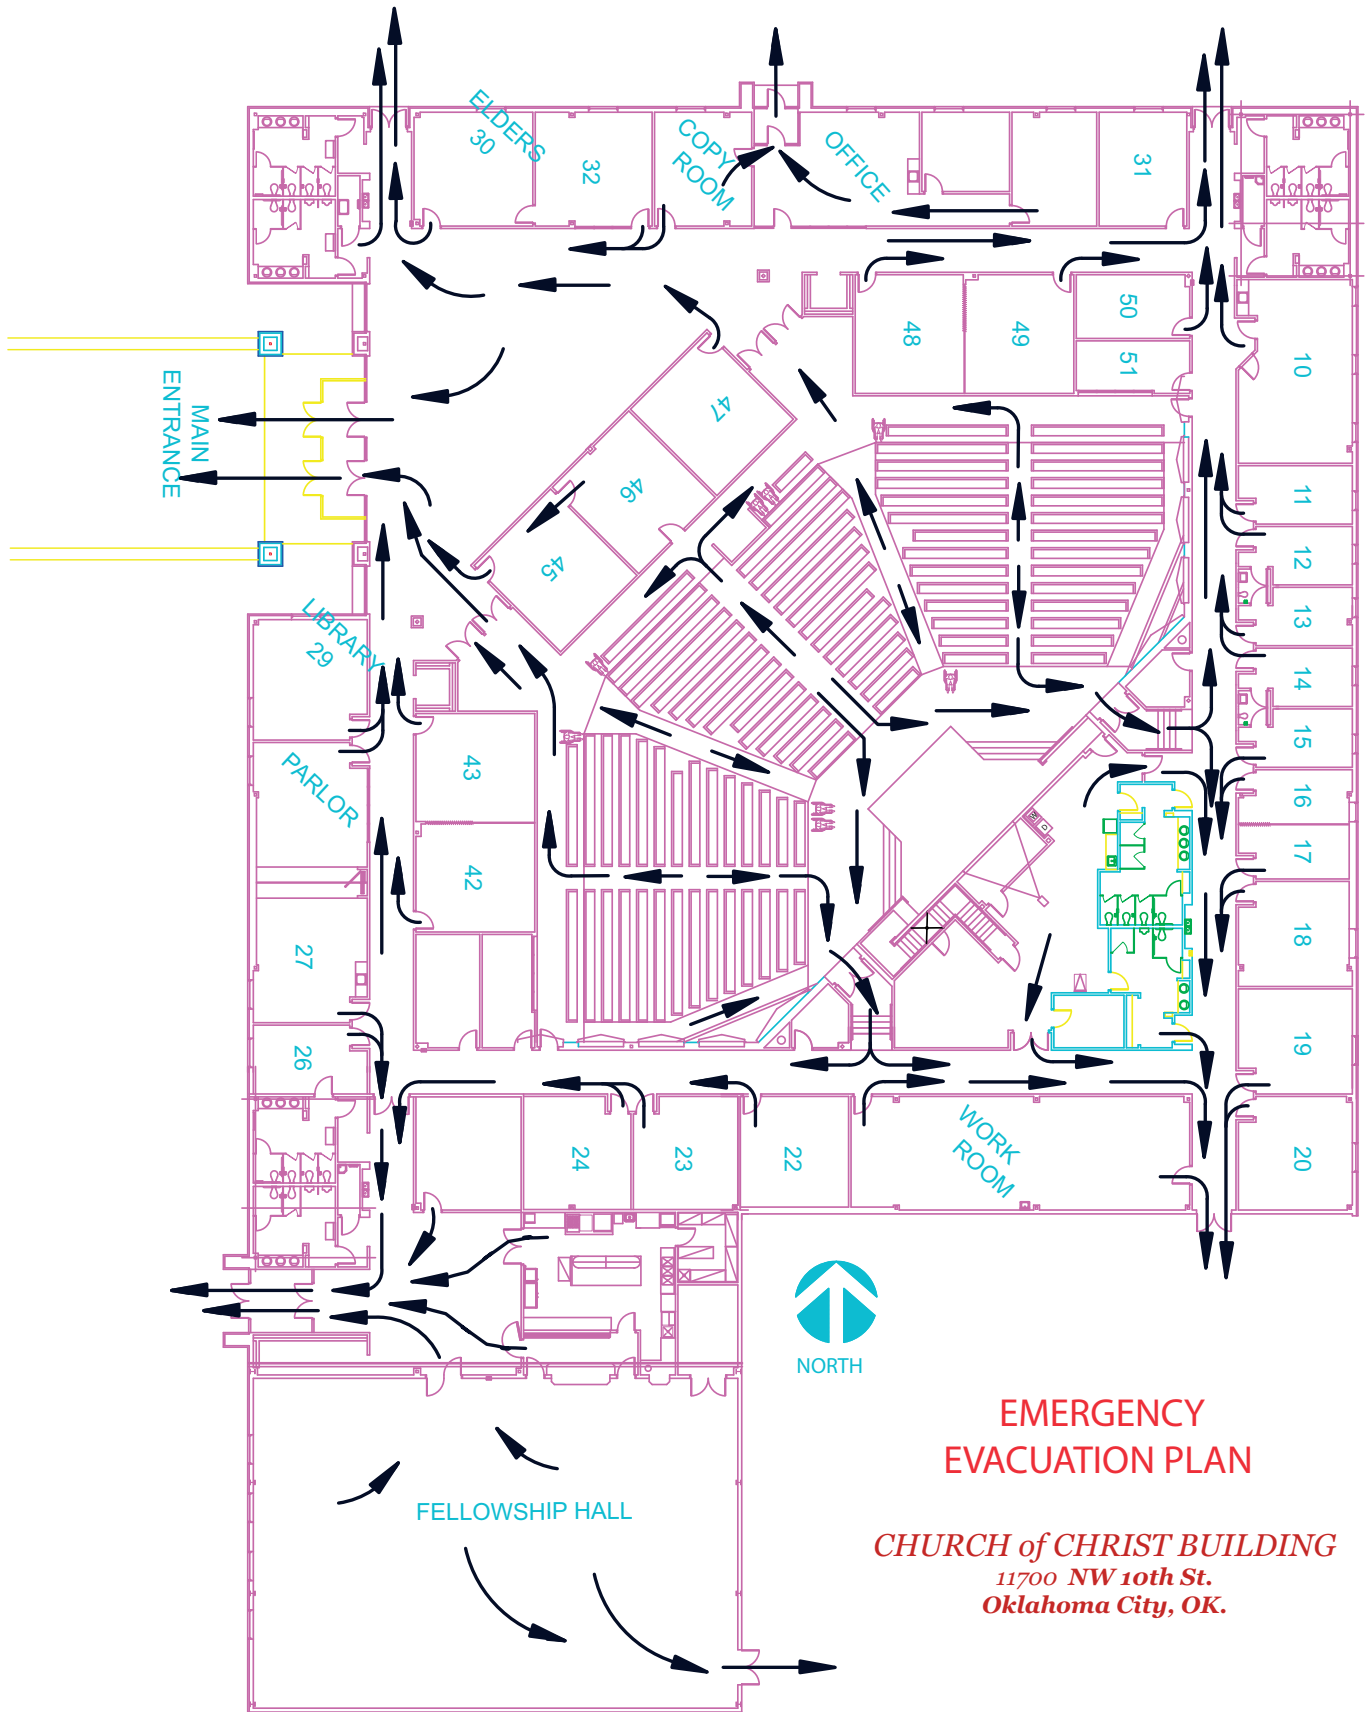 ELDERS
30
32
COPY
ROOM
OFFICE
31
48
49
50
51
10
47
46
45
MAIN
ENTRANCE
11
12
13
14
15
16
17
18
19
20
LIBRARY
29
PARLOR
43
42
27
26
24
23
22
WORK
ROOM
W
D
NORTH
EMERGENCY
EVACUATION PLAN
FELLOWSHIP HALL
CHURCH of CHRIST BUILDING
11700 NW 10th St.
Oklahoma City, OK.